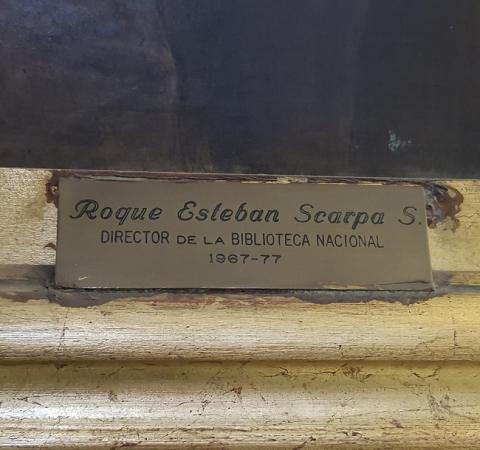 Roque Esteban Scarpa S.
DIRECTOR DE LA BIBLIOTECA NACIONAL
1967-77